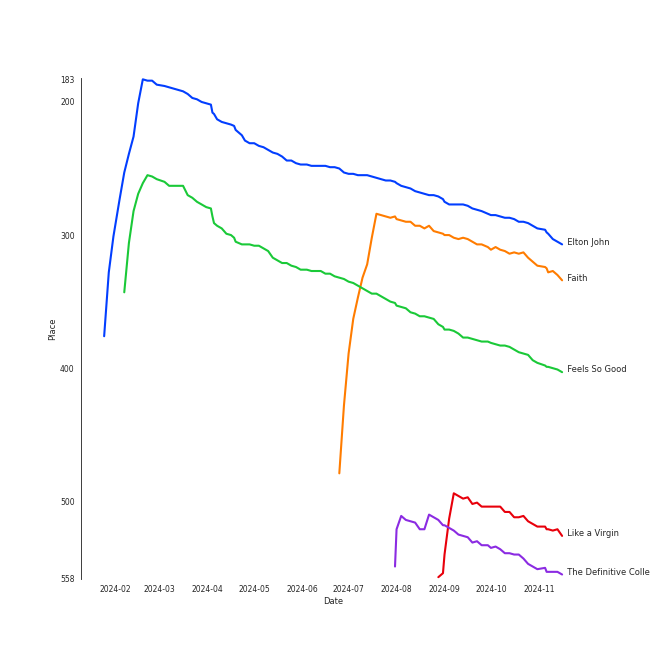 183
200
300
400
500
558
Place
2024-02 2024-03 2024-04 2024-05 2024-06 2024-07 2024-08 2024-09 2024-10 2024-11
Date
Elton John
Faith
Feels So Good
Like a Virgin
The Definitive Colle